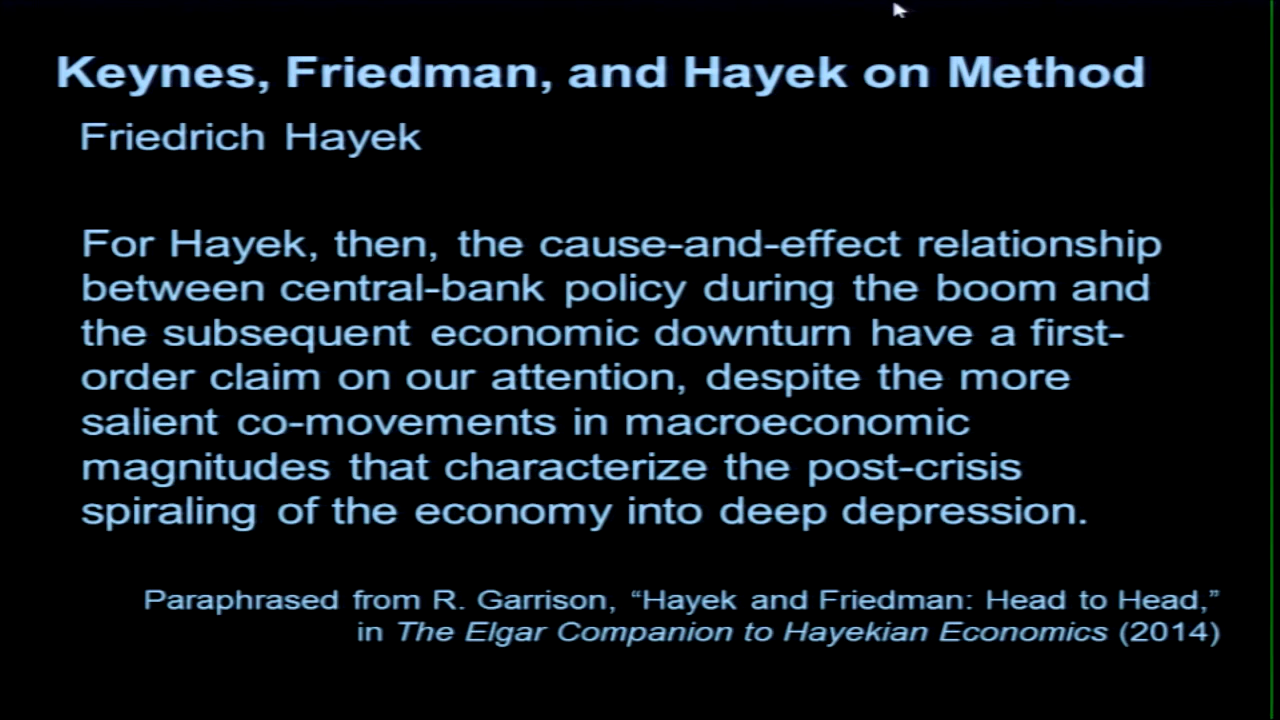 Keynes, Friedman, and Hayek on Method
Friedrich Hayek
For Hayek, then, the cause-and-effect relationship
between central-bank policy during the boom and
the subsequent economic downturn have a first-
order claim on our attention, despite the more
salient co-movements in macroeconomic
magnitudes that characterize the post-crisis
spiraling of the economy into deep depression.
Paraphrased from R. Garrison, “Hayek and Friedman: Head to Head,”
in The Elgar Companion to Hayekian Economics (2014)